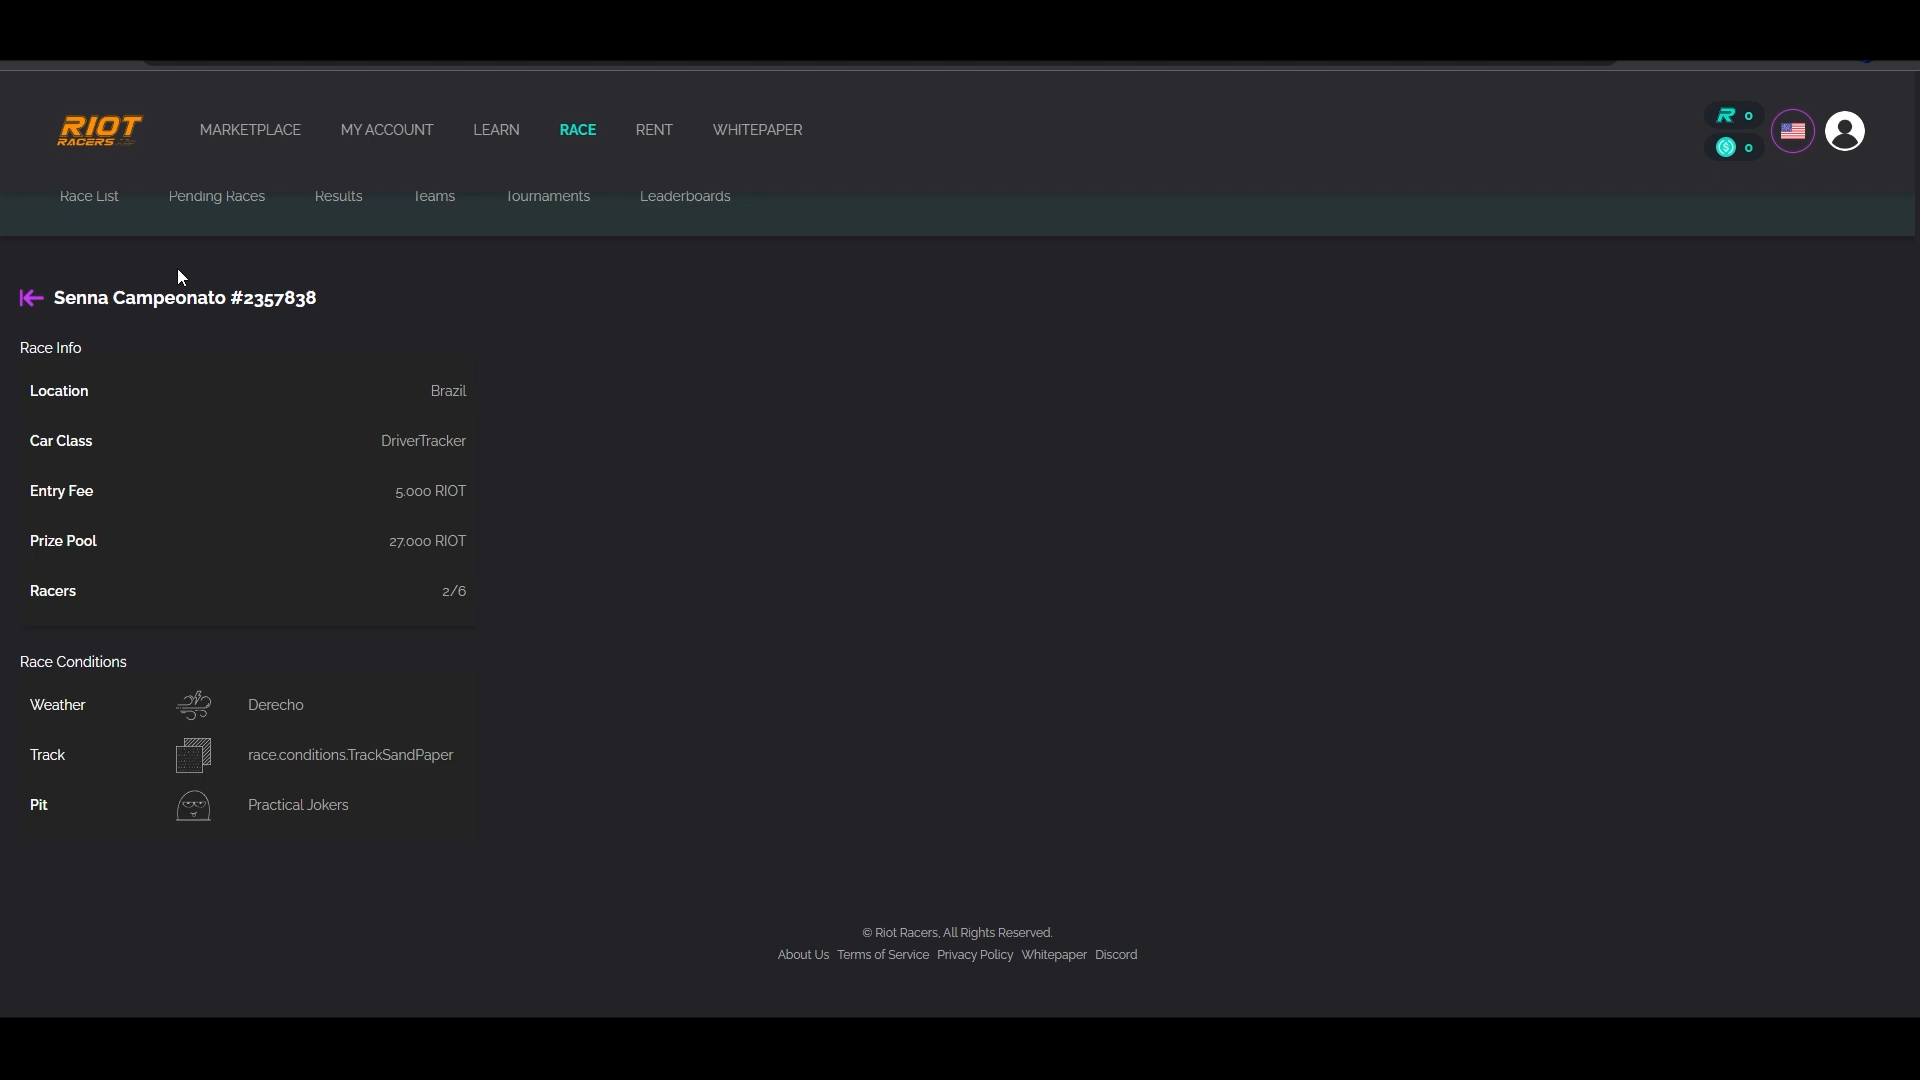 RIOT
RACERS
MARKETPLACE MY ACCOUNT LEARN RACE RENT WHITEPAPER
0
0
Race List Pending Races Results Teams Tournaments Leaderboards
Senna Campeonato #2357838
Race Info
Location Brazil
Car Class DriverTracker
Entry Fee 5.000 RIOT
Prize Pool 27.000 RIOT
Racers 2/6
Race Conditions
Weather Derecho
Track race.conditions.TrackSandPaper
Pit Practical Jokers
© Riot Racers, All Rights Reserved.
About Us Terms of Service Privacy Policy Whitepaper Discord